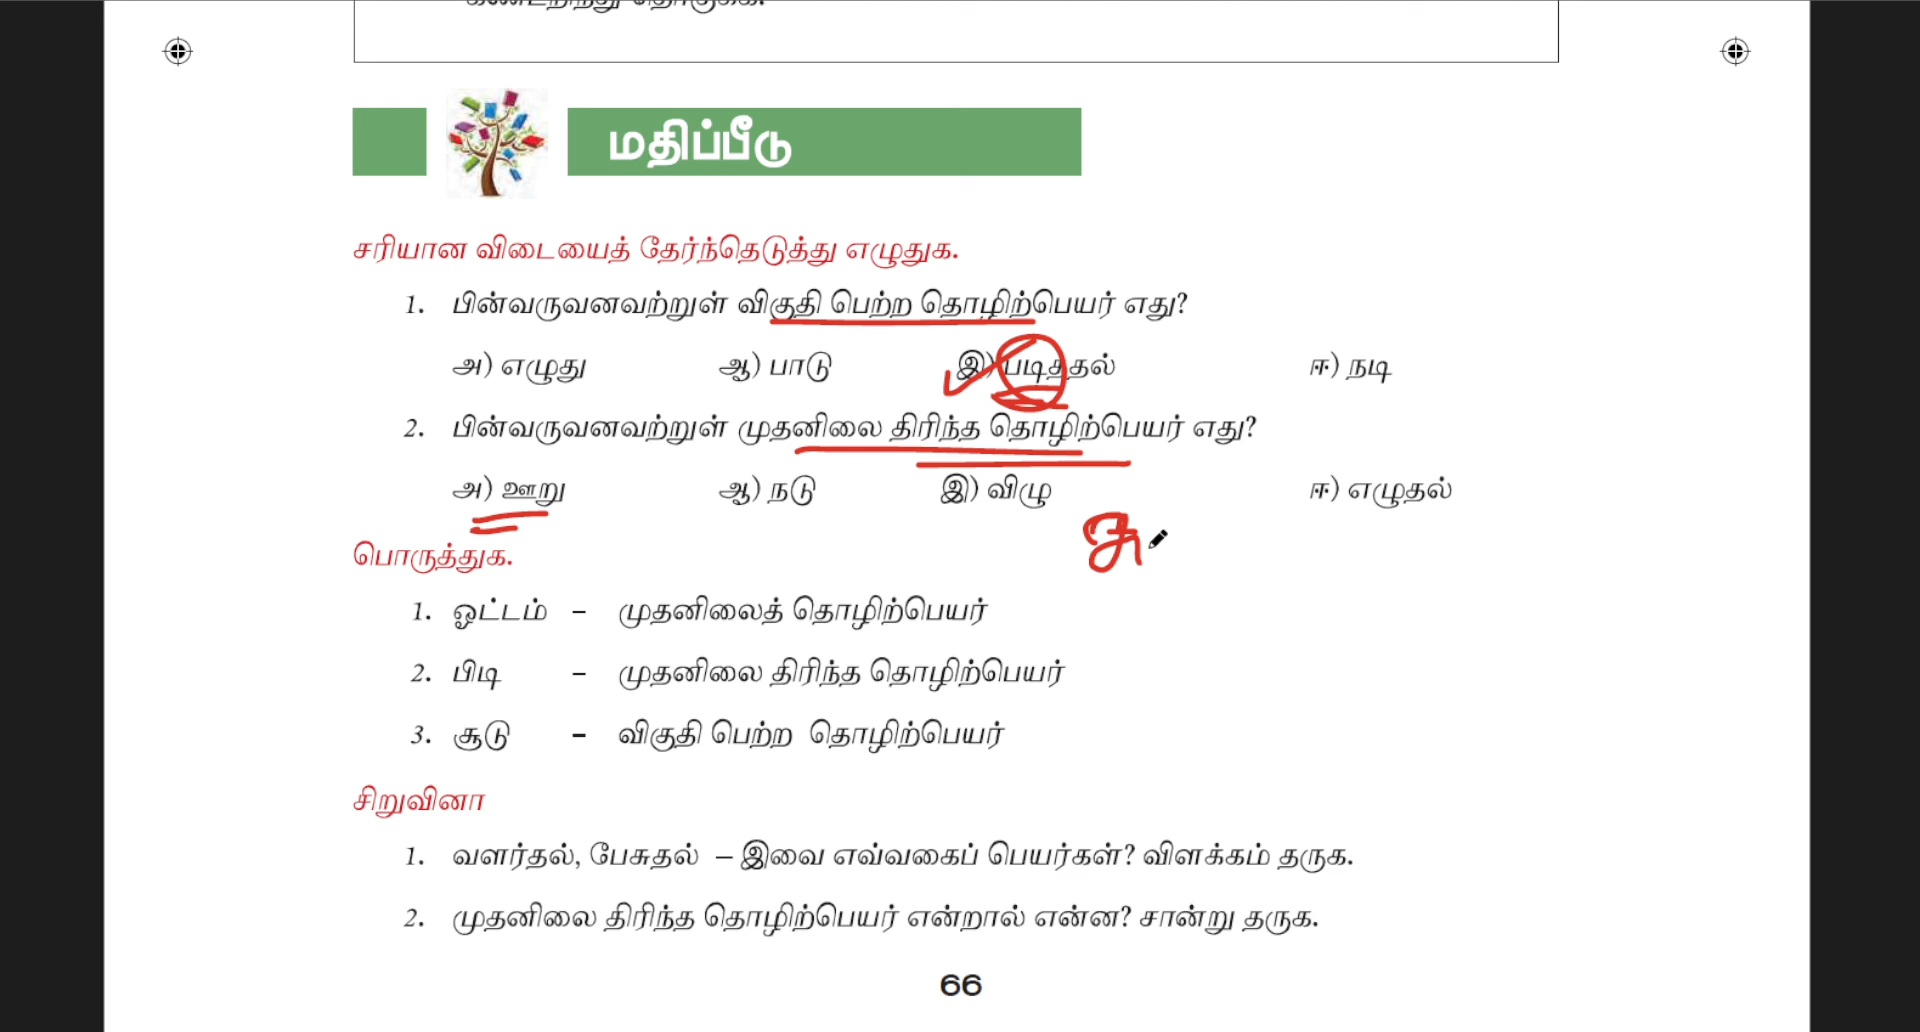 கண்டறிந்து தொகுக்க.
மதிப்பீடு
சரியான விடையைத் தேர்ந்தெடுத்து எழுதுக.
1. பின்வருவனவற்றுள் விகுதி பெற்ற தொழிற்பெயர் எது?
அ) எழுது ஆ) பாடு இ) படித்தல் ஈ) நடி
2. பின்வருவனவற்றுள் முதனிலை திரிந்த தொழிற்பெயர் எது?
அ) ஊறு ஆ) நடு இ) விழு ஈ) எழுதல்
பொருத்துக.
1. ஓட்டம் – முதனிலைத் தொழிற்பெயர்
2. பிடி – முதனிலை திரிந்த தொழிற்பெயர்
3. சூடு – விகுதி பெற்ற தொழிற்பெயர்
சிறுவினா
1. வளர்தல், பேசுதல் – இவை எவ்வகைப் பெயர்கள்? விளக்கம் தருக.
2. முதனிலை திரிந்த தொழிற்பெயர் என்றால் என்ன? சான்று தருக.
66